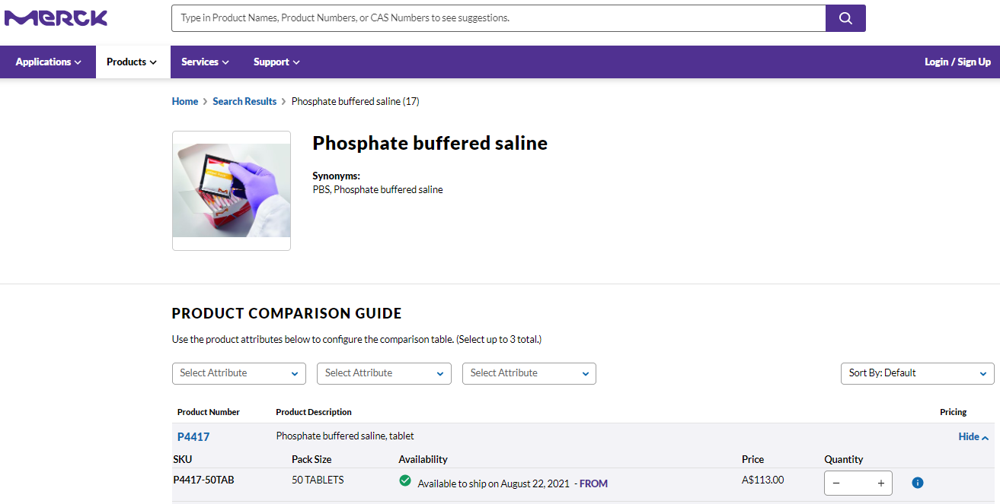 MERCK
Type in Product Names, Product Numbers, or CAS Numbers to see suggestions.
Applications Products Services Support Login / Sign Up
Home > Search Results > Phosphate buffered saline (17)
Phosphate buffered saline
Synonyms:
PBS, Phosphate buffered saline
PRODUCT COMPARISON GUIDE
Use the product attributes below to configure the comparison table. (Select up to 3 total.)
Select Attribute Select Attribute Select Attribute Sort By: Default
Product Number Product Description Pricing
P4417 Phosphate buffered saline, tablet Hide
SKU Pack Size Availability Price Quantity
P4417-50TAB 50 TABLETS Available to ship on August 22, 2021 - FROM A$113.00 − +